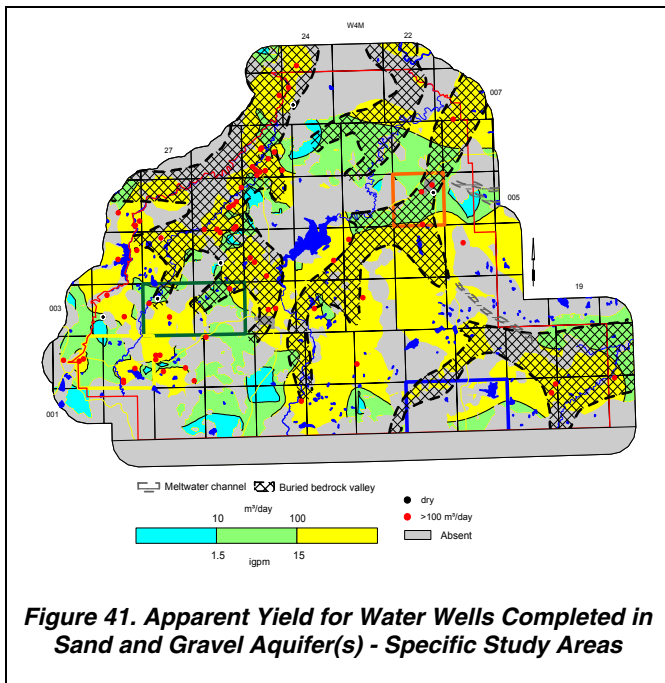 W4M
24
22
007
27
005
19
003
001
Meltwater channel
Buried bedrock valley
10 m³/day 100
1.5 igpm 15
dry
>100 m³/day
Absent
Figure 41. Apparent Yield for Water Wells Completed in
Sand and Gravel Aquifer(s) - Specific Study Areas